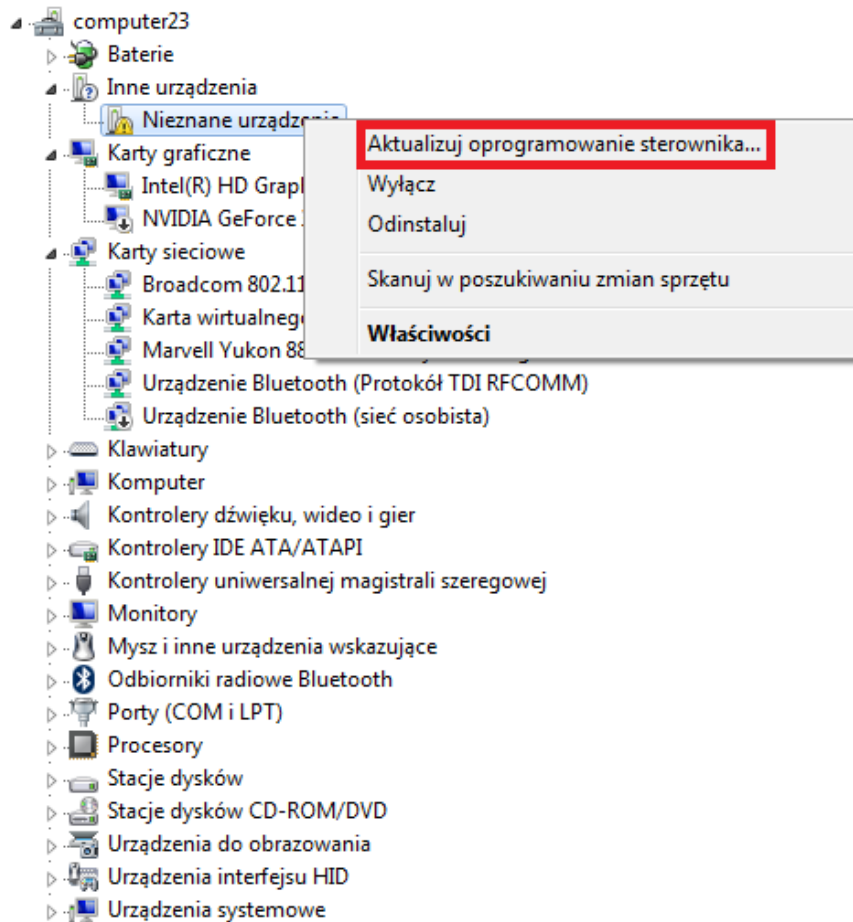 computer23
Baterie
Inne urządzenia
Nieznane urządzenie
Aktualizuj oprogramowanie sterownika...
Karty graficzne
Wyłącz
Intel(R) HD
NVIDIA GeForce
Odinstaluj
Karty sieciowe
Skanuj w poszukiwaniu zmian sprzętu
Broadcom 802.11
Karta
Właściwości
Marvell Yukon
Urządzenie Bluetooth (Protokół TDI RFCOMM)
Urządzenie Bluetooth (sieć osobista)
Klawiatury
Komputer
Kontrolery dźwięku, wideo i gier
Kontrolery IDE ATA/ATAPI
Kontrolery uniwersalnej magistrali szeregowej
Monitory
Mysz i inne urządzenia wskazujące
Odbiorniki radiowe Bluetooth
Porty (COM i LPT)
Procesory
Stacje dysków
Stacje dysków CD-ROM/DVD
Urządzenia do obrazowania
Urządzenia interfejsu HID
Urządzenia systemowe